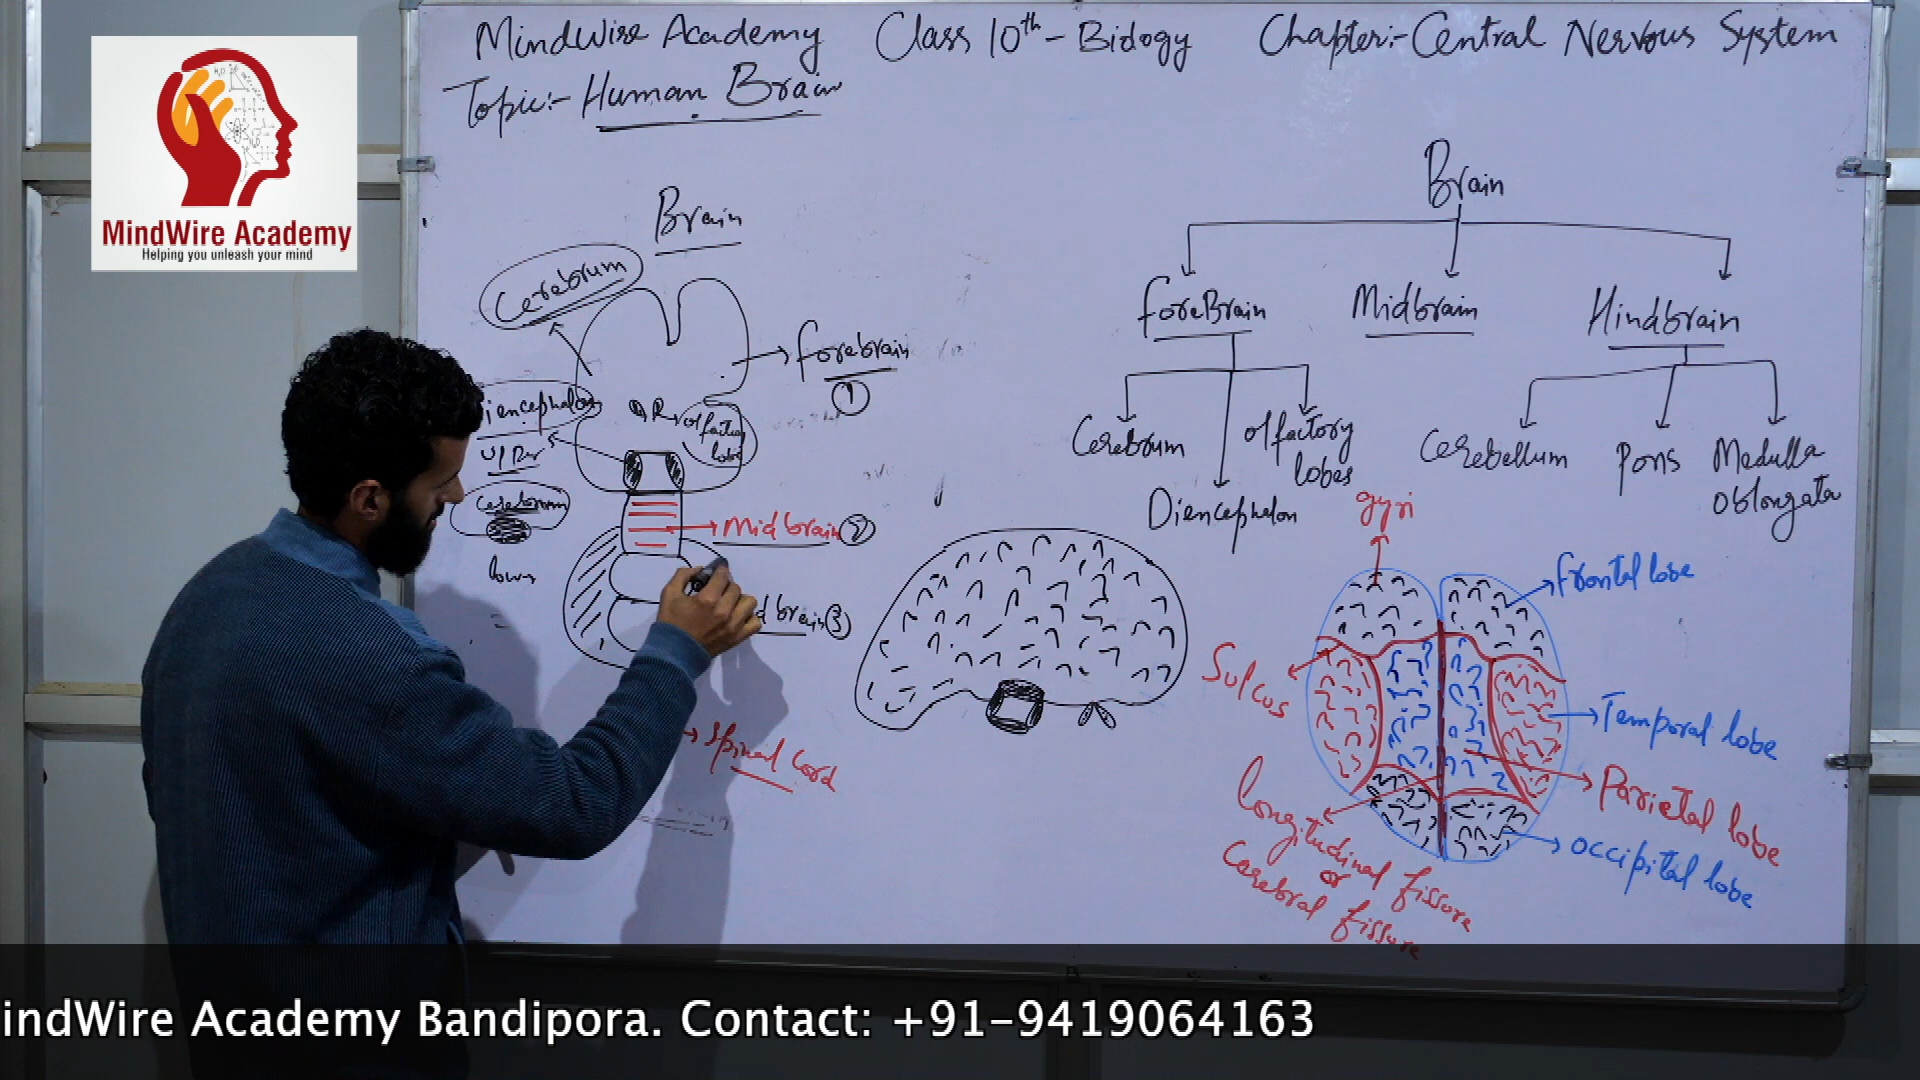 MindWire Academy Class 10th - Biology Chapter:- Central Nervous System
Topic:- Human Brain
MindWire Academy
Helping you unleash your mind
Brain
Cerebrum
forebrain
1
iencephalon
olfactory
lobe
Cerebrum
Midbrain 2
d brain 3
Spinal Cord
Brain
ForeBrain Midbrain Hindbrain
Cerebrum olfactory
lobes
Diencephalon
Cerebellum Pons Medulla
oblongata
gyri
frontal lobe
Sulcus
Temporal lobe
Parietal lobe
occipital lobe
Longitudinal fissure
or
Cerebral fissure
indWire Academy Bandipora. Contact: +91-9419064163